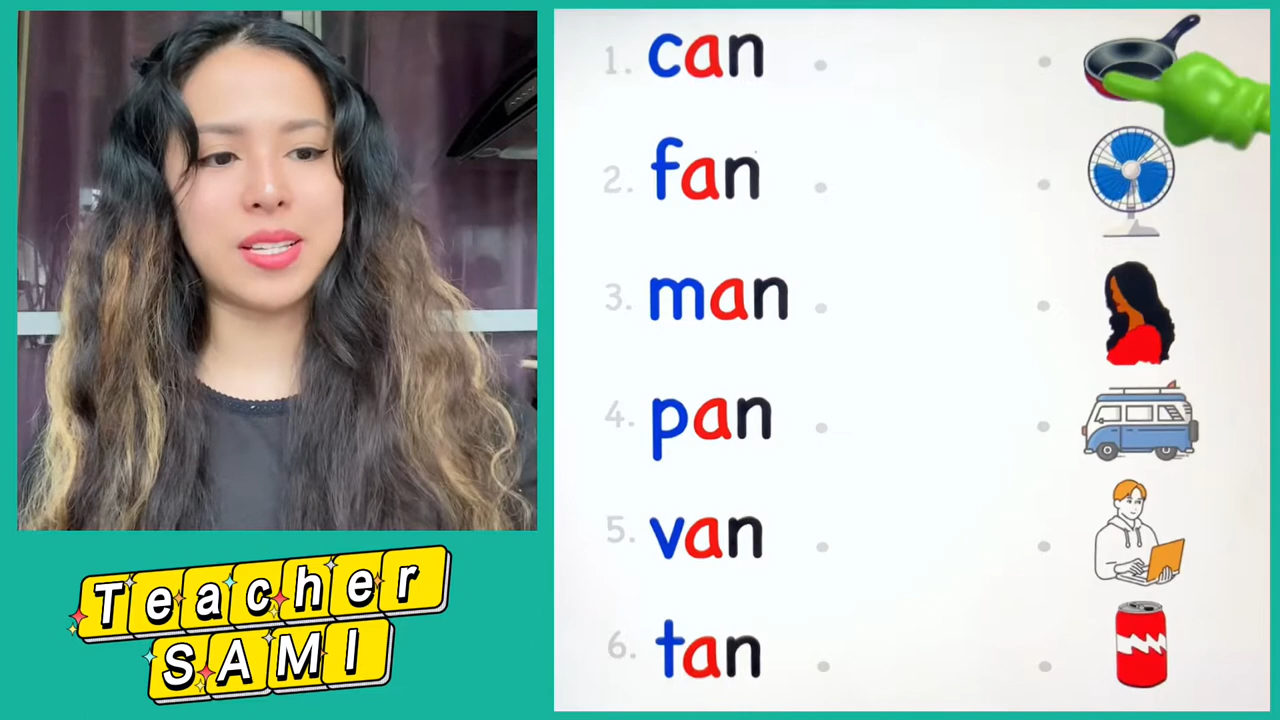 1. can
2. fan
3. man
4. pan
5. van
6. tan
Teacher
SAMI